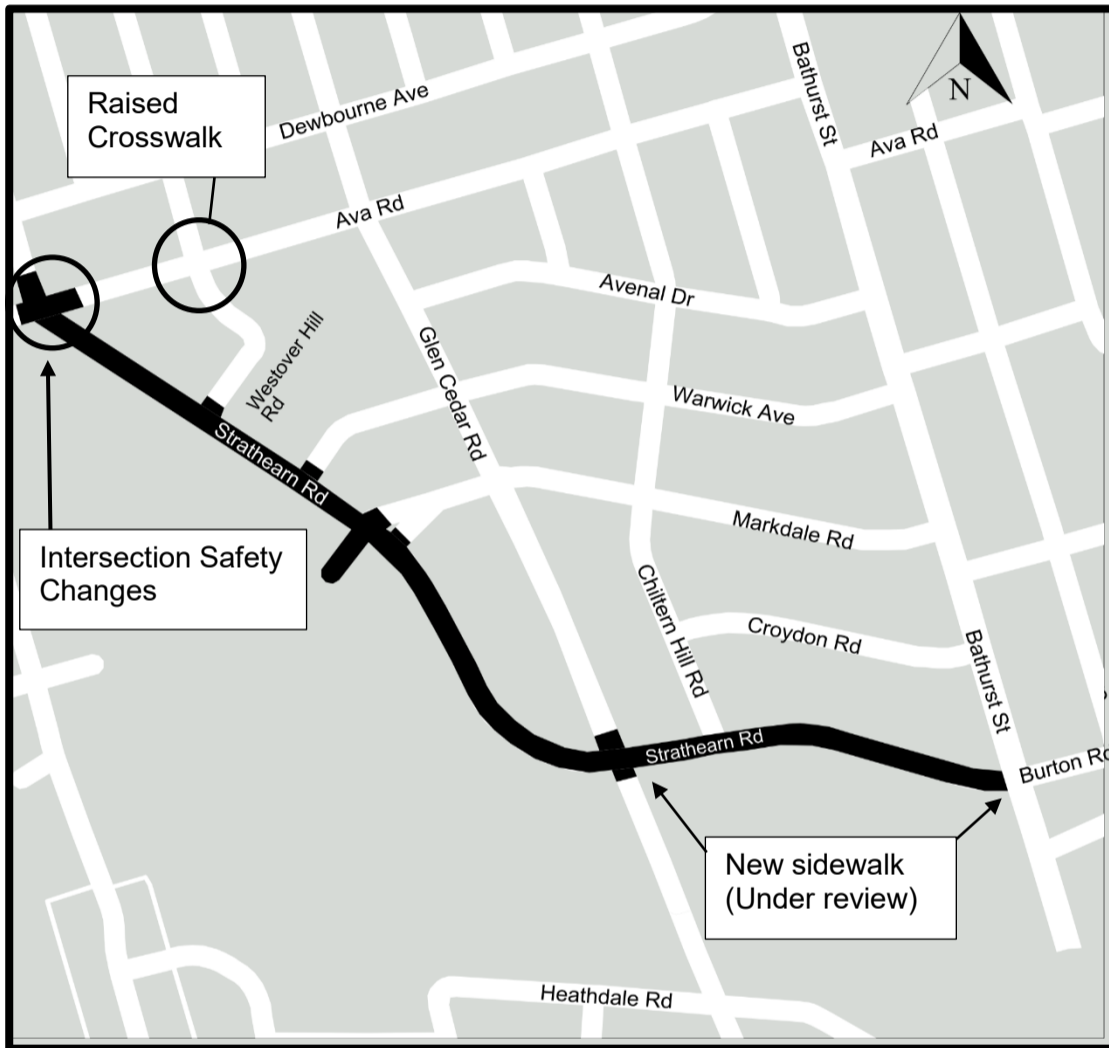 Raised
Crosswalk
Dewbourne Ave
Bathurst St
N
Ava Rd
Ava Rd
Avenal Dr
Westover Hill
Rd
Glen Cedar Rd
Warwick Ave
Strathearn Rd
Markdale Rd
Intersection Safety
Changes
Chiltern Hill Rd
Croydon Rd
Bathurst St
Strathearn Rd
Burton Rd
New sidewalk
(Under review)
Heathdale Rd